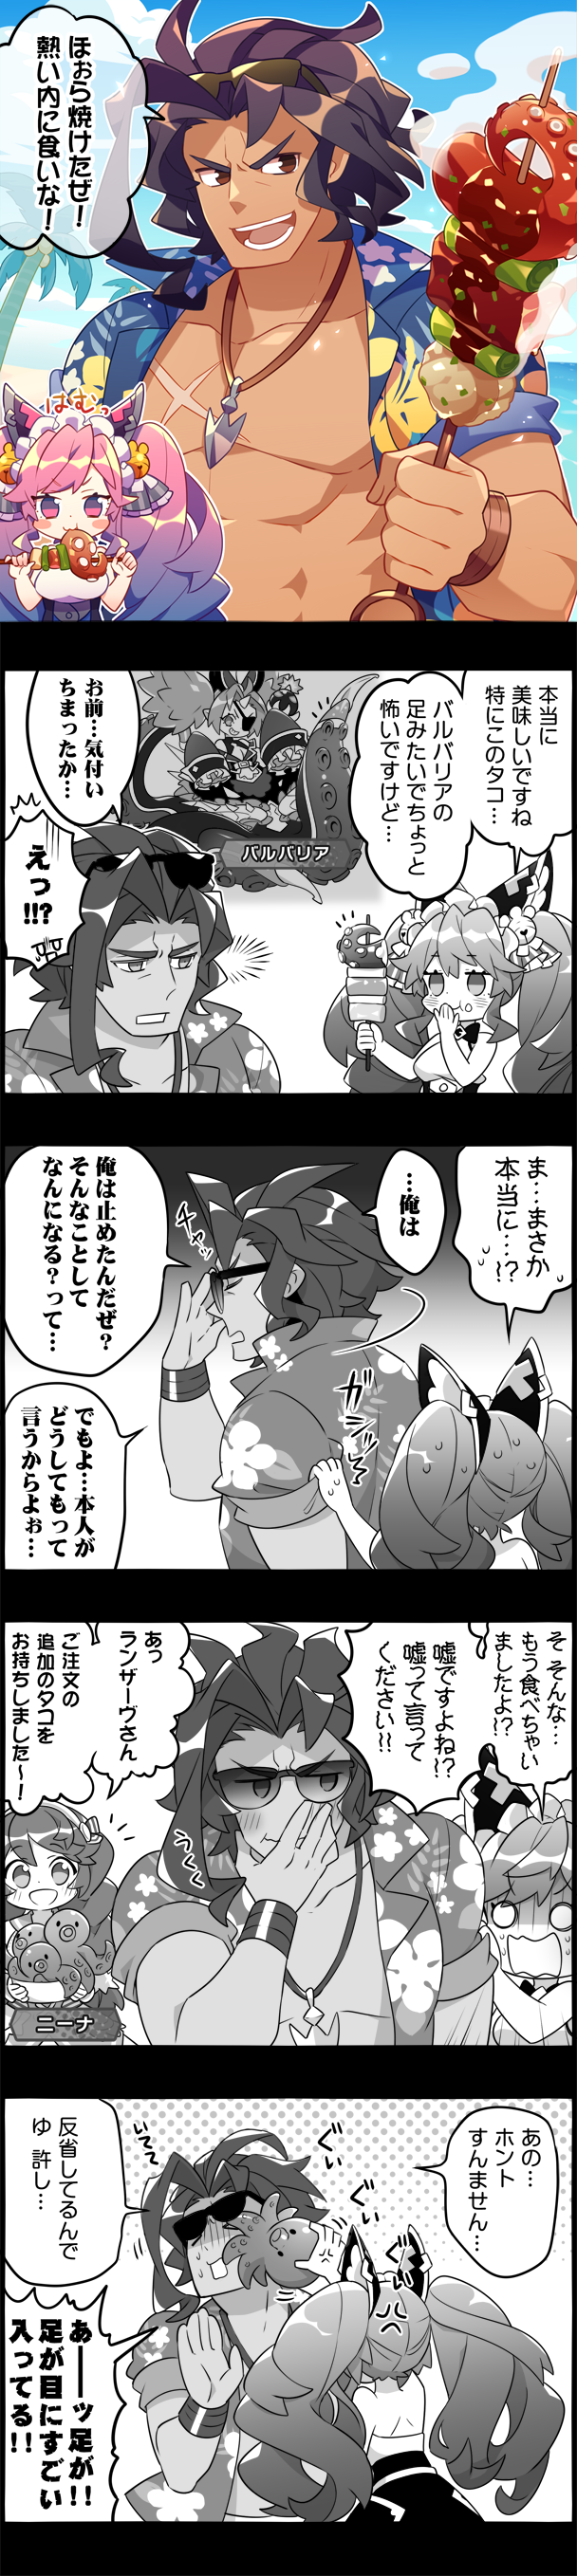 ほぉら焼けたぜ！
熱い内に食いな！
はむっ
本当に
美味しいですね
特にこのタコ…
バルバリアの
足みたいでちょっと
怖いですけど…
バルバリア
お前…気付い
ちまったか…
えっ!!?
ま…まさか
本当に…!?
…俺は
チャッ
俺は止めたんだぜ？
そんなことして
なんになる？って…
ガシッ
でもよ…本人が
どうしてもって
言うからよぉ…
そ そんな…
もう食べちゃい
ましたよ!?
嘘ですよね!?
嘘って言って
ください!!
うくく
あっ
ランザーヴさん
ご注文の
追加のタコを
お持ちしました～！
ニーナ
あの…
ホント
すんません…
ぐい
ぐい
ぐい
いてて
反省してるんで
ゆ 許し…
あ━━ッ足が!!
足が目にすごい
入ってる!!